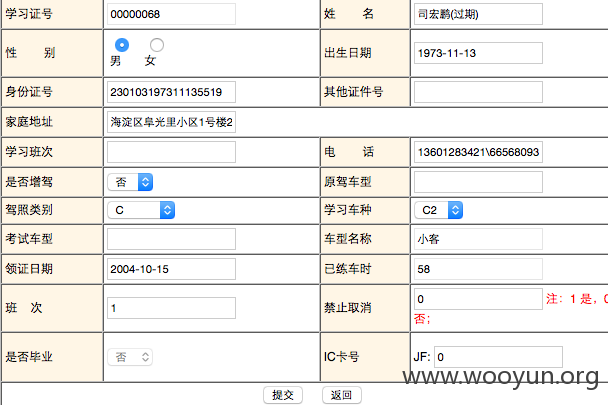 学习证号 00000068 姓 名 司宏鹏(过期)
性 别 男 女 出生日期 1973-11-13
身份证号 230103197311135519 其他证件号
家庭地址 海淀区阜光里小区1号楼2
学习班次 电 话 13601283421\66568093
是否增驾 否 原驾车型
驾照类别 C 学习车种 C2
考试车型 车型名称 小客
领证日期 2004-10-15 已练车时 58
班 次 1 禁止取消 0 注：1 是，0
否；
是否毕业 否 IC卡号 JF: 0
www.wooyun.org
提交 返回